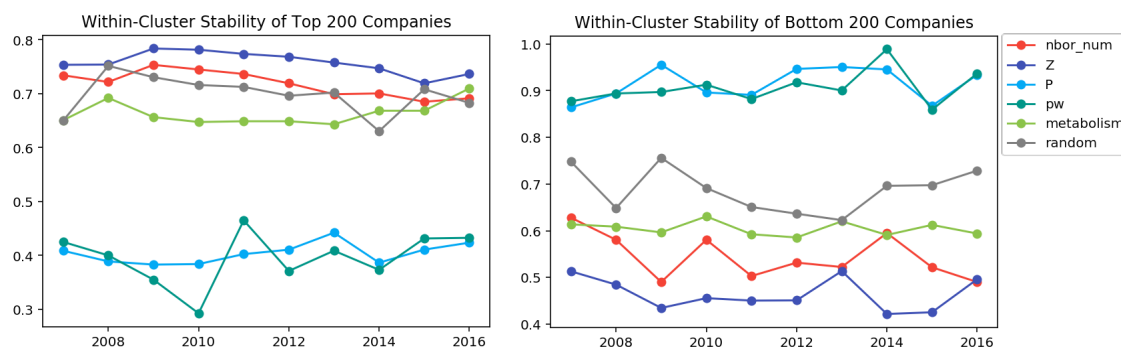 Within-Cluster Stability of Top 200 Companies
0.8
0.7
0.6
0.5
0.4
0.3
2008 2010 2012 2014 2016
Within-Cluster Stability of Bottom 200 Companies
1.0
0.9
0.8
0.7
0.6
0.5
0.4
2008 2010 2012 2014 2016
nbor_num
Z
P
pw
metabolism
random